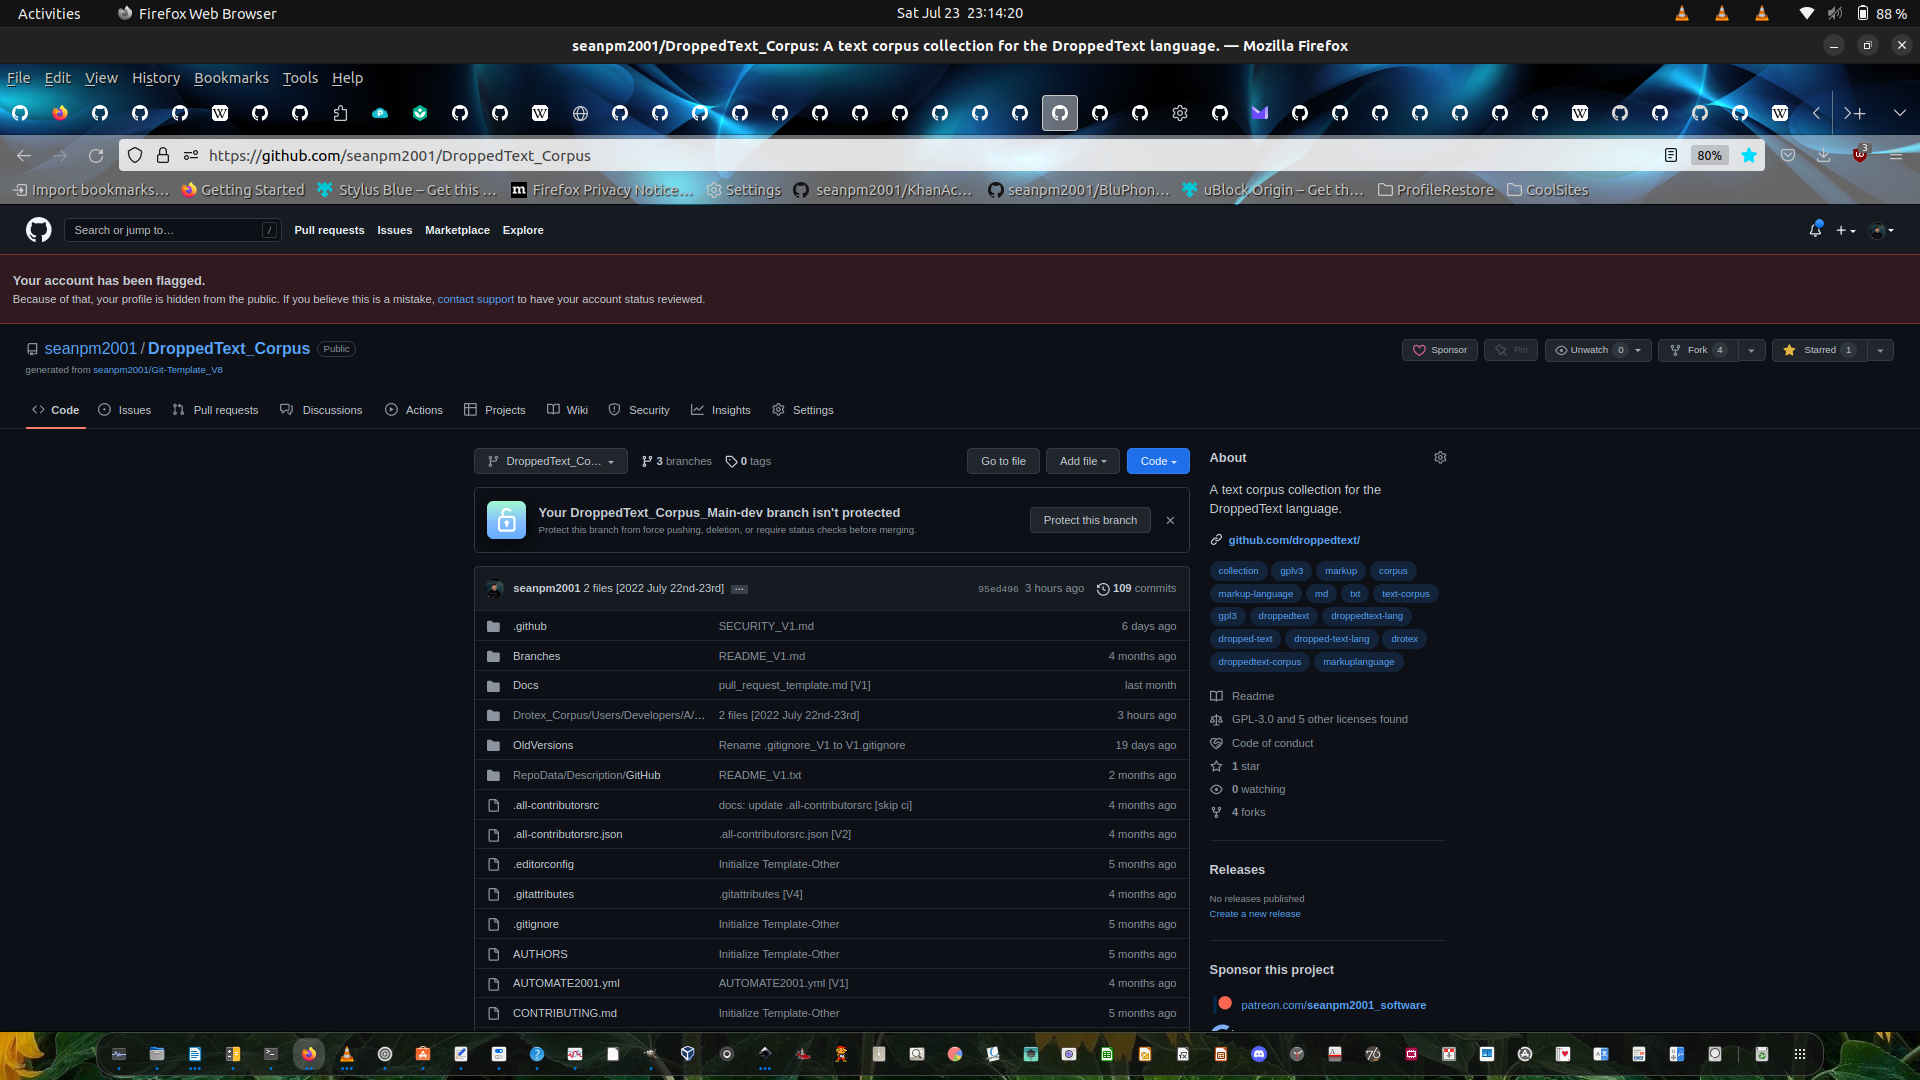 Activities
Firefox Web Browser
Sat Jul 23 23:14:20
88 %
seanpm2001/DroppedText_Corpus: A text corpus collection for the DroppedText language. — Mozilla Firefox
File Edit View History Bookmarks Tools Help
https://github.com/seanpm2001/DroppedText_Corpus
80%
3
Import bookmarks…
Getting Started
Stylus Blue – Get this …
Firefox Privacy Notice…
Settings
seanpm2001/KhanAc…
seanpm2001/BluPhon…
uBlock Origin – Get th…
ProfileRestore
CoolSites
Search or jump to…
/
Pull requests Issues Marketplace Explore
Your account has been flagged.
Because of that, your profile is hidden from the public. If you believe this is a mistake, contact support to have your account status reviewed.
seanpm2001 / DroppedText_Corpus Public
generated from seanpm2001/Git-Template_V8
Sponsor
Pin
Unwatch 0
Fork 4
Starred 1
Code
Issues
Pull requests
Discussions
Actions
Projects
Wiki
Security
Insights
Settings
DroppedText_Co…
3 branches
0 tags
Go to file
Add file
Code
Your DroppedText_Corpus_Main-dev branch isn't protected
Protect this branch from force pushing, deletion, or require status checks before merging.
Protect this branch
seanpm2001 2 files [2022 July 22nd-23rd] …
95ed496 3 hours ago
109 commits
.github SECURITY_V1.md 6 days ago
Branches README_V1.md 4 months ago
Docs pull_request_template.md [V1] last month
Drotex_Corpus/Users/Developers/A/… 2 files [2022 July 22nd-23rd] 3 hours ago
OldVersions Rename .gitignore_V1 to V1.gitignore 19 days ago
RepoData/Description/GitHub README_V1.txt 2 months ago
.all-contributorsrc docs: update .all-contributorsrc [skip ci] 4 months ago
.all-contributorsrc.json .all-contributorsrc.json [V2] 4 months ago
.editorconfig Initialize Template-Other 5 months ago
.gitattributes .gitattributes [V4] 4 months ago
.gitignore Initialize Template-Other 5 months ago
AUTHORS Initialize Template-Other 5 months ago
AUTOMATE2001.yml AUTOMATE2001.yml [V1] 4 months ago
CONTRIBUTING.md Initialize Template-Other 5 months ago
About
A text corpus collection for the
DroppedText language.
github.com/droppedtext/
collection gplv3 markup corpus
markup-language md txt text-corpus
gpl3 droppedtext droppedtext-lang
dropped-text dropped-text-lang drotex
droppedtext-corpus markuplanguage
Readme
GPL-3.0 and 5 other licenses found
Code of conduct
1 star
0 watching
4 forks
Releases
No releases published
Create a new release
Sponsor this project
patreon.com/seanpm2001_software